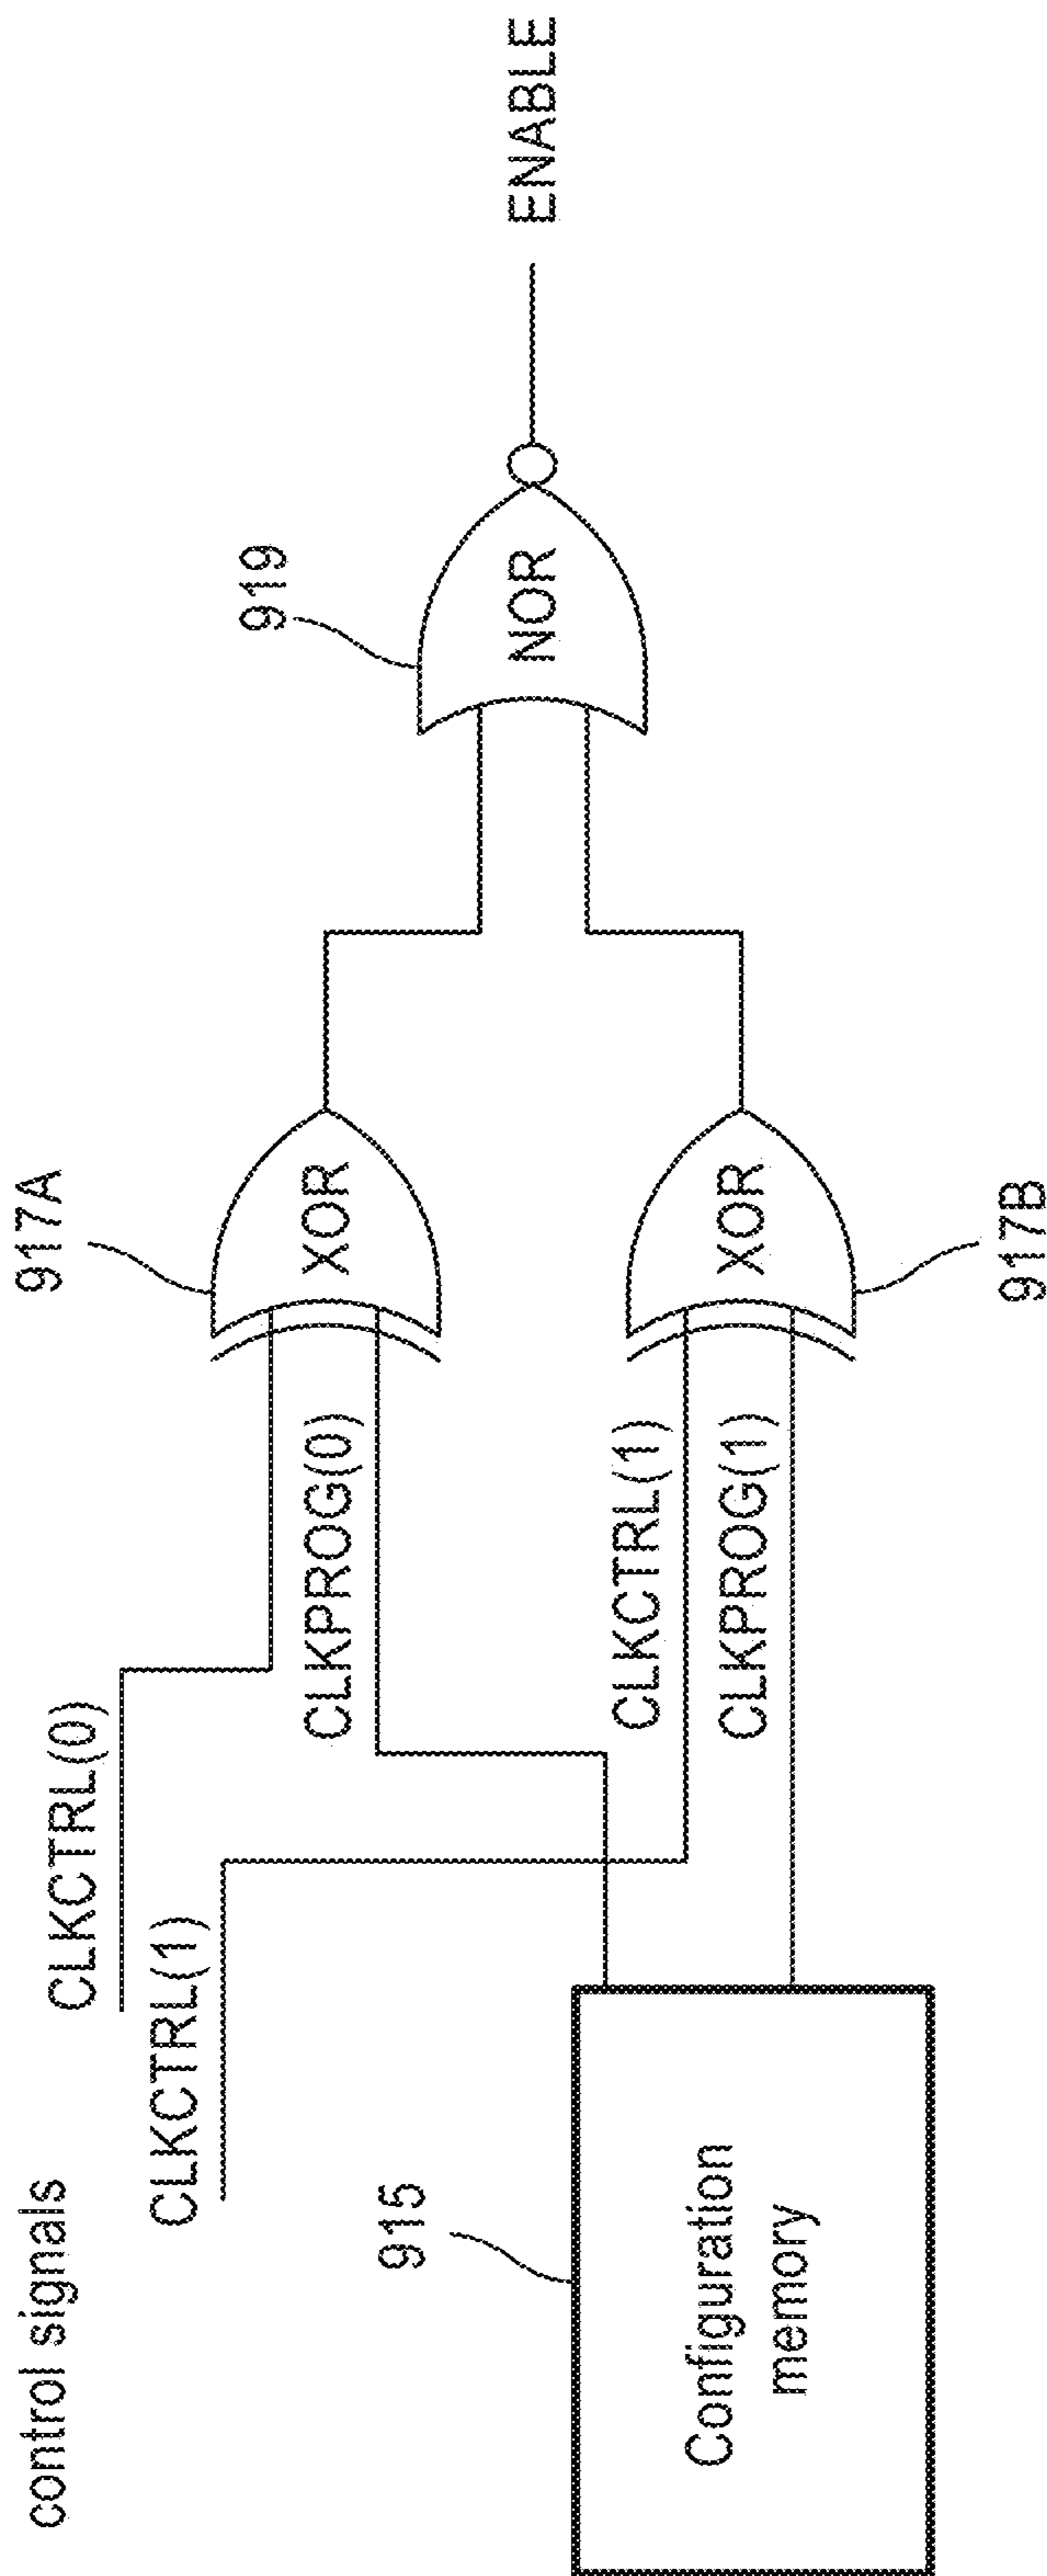 control signals
CLKCTRL(0)
CLKCTRL(1)
915
Configuration
memory
CLKPROG(0)
CLKCTRL(1)
CLKPROG(1)
917A
XOR
XOR
917B
919
NOR
ENABLE